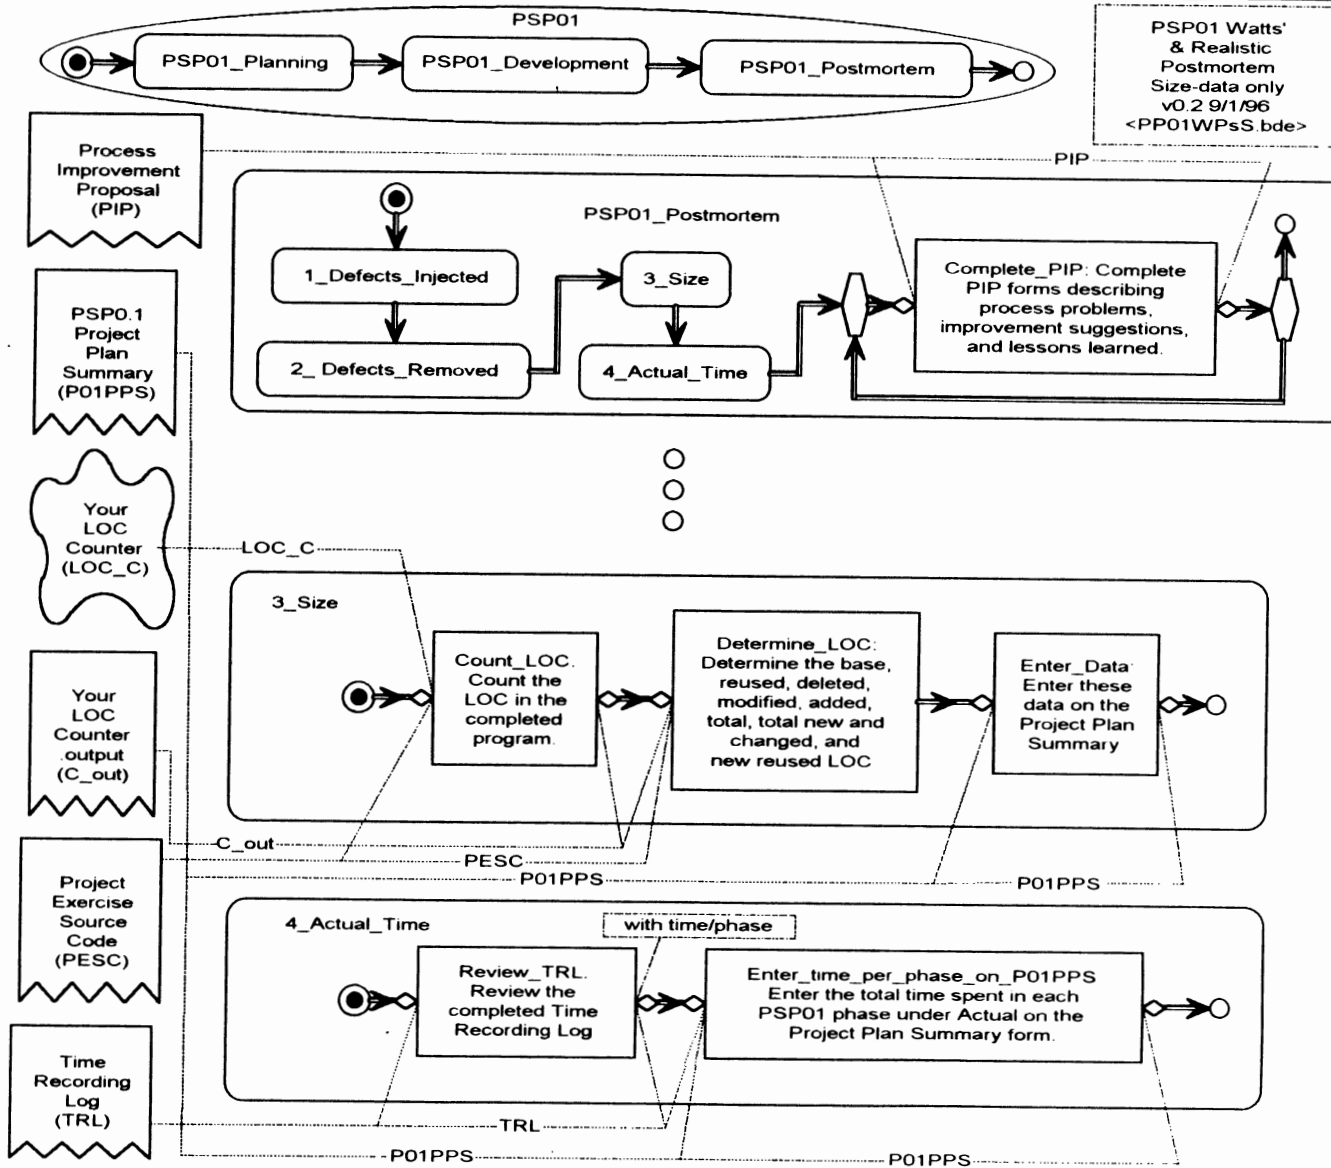 PSP01
PSP01_Planning
PSP01_Development
PSP01_Postmortem
PSP01 Watts'
& Realistic
Postmortem
Size-data only
v0.2 9/1/96
<PP01WPsS.bde>
Process
Improvement
Proposal
(PIP)
PIP
PSP01_Postmortem
1_Defects_Injected
2_ Defects_Removed
3_Size
4_Actual_Time
Complete_PIP: Complete
PIP forms describing
process problems,
improvement suggestions,
and lessons learned.
PSP0.1
Project
Plan
Summary
(P01PPS)
Your
LOC
Counter
(LOC_C)
LOC_C
3_Size
Count_LOC.
Count the
LOC in the
completed
program.
Determine_LOC:
Determine the base,
reused, deleted,
modified, added,
total, total new and
changed, and
new reused LOC
Enter_Data:
Enter these
data on the
Project Plan
Summary
Your
LOC
Counter
output
(C_out)
C_out
PESC
P01PPS
P01PPS
Project
Exercise
Source
Code
(PESC)
4_Actual_Time
with time/phase
Review_TRL.
Review the
completed Time
Recording Log
Enter_time_per_phase_on_P01PPS
Enter the total time spent in each
PSP01 phase under Actual on the
Project Plan Summary form.
Time
Recording
Log
(TRL)
TRL
P01PPS
P01PPS